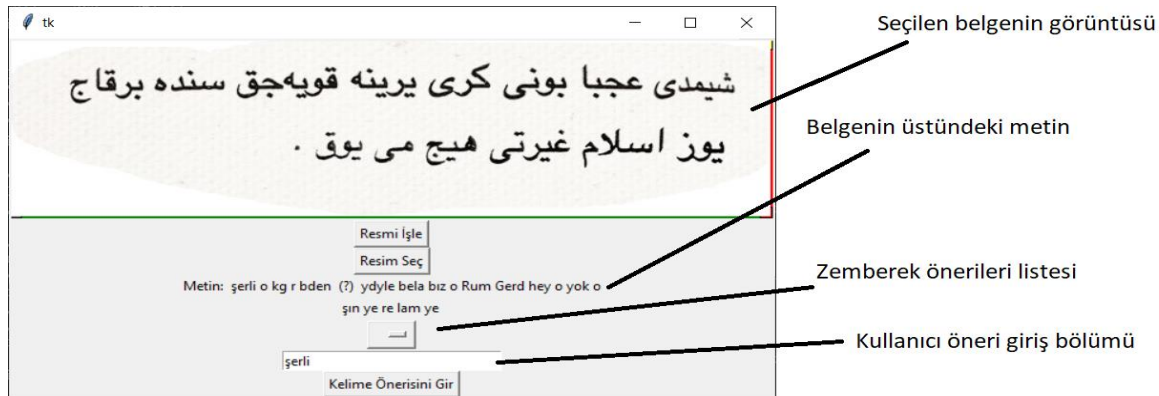 tk
شیمدی عجبا بونی کری یرینه قویه‌جق سنده برقاج
یوز اسلام غیرتی هیج می یوق .
Resmi İşle
Resim Seç
Metin: şerli o kg r bden (?) ydyle bela bız o Rum Gerd hey o yok o
şın ye re lam ye
şerli
Kelime Önerisini Gir
Seçilen belgenin görüntüsü
Belgenin üstündeki metin
Zemberek önerileri listesi
Kullanıcı öneri giriş bölümü